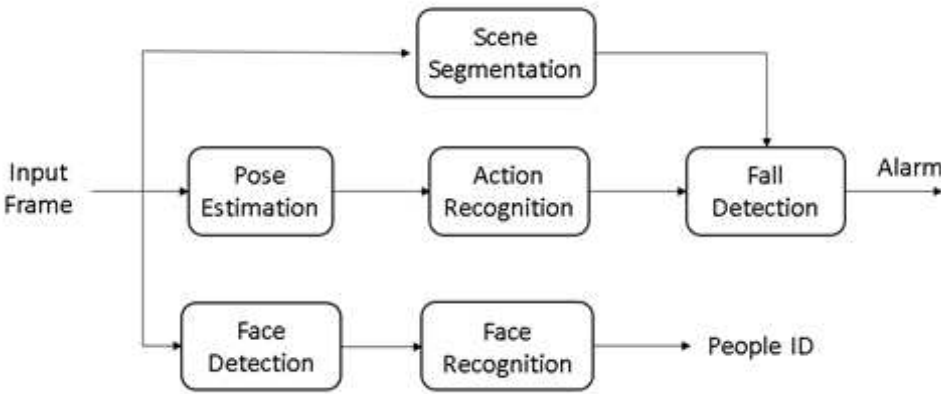 Scene
Segmentation
Input
Frame
Pose
Estimation
Action
Recognition
Fall
Detection
Alarm
Face
Detection
Face
Recognition
People ID